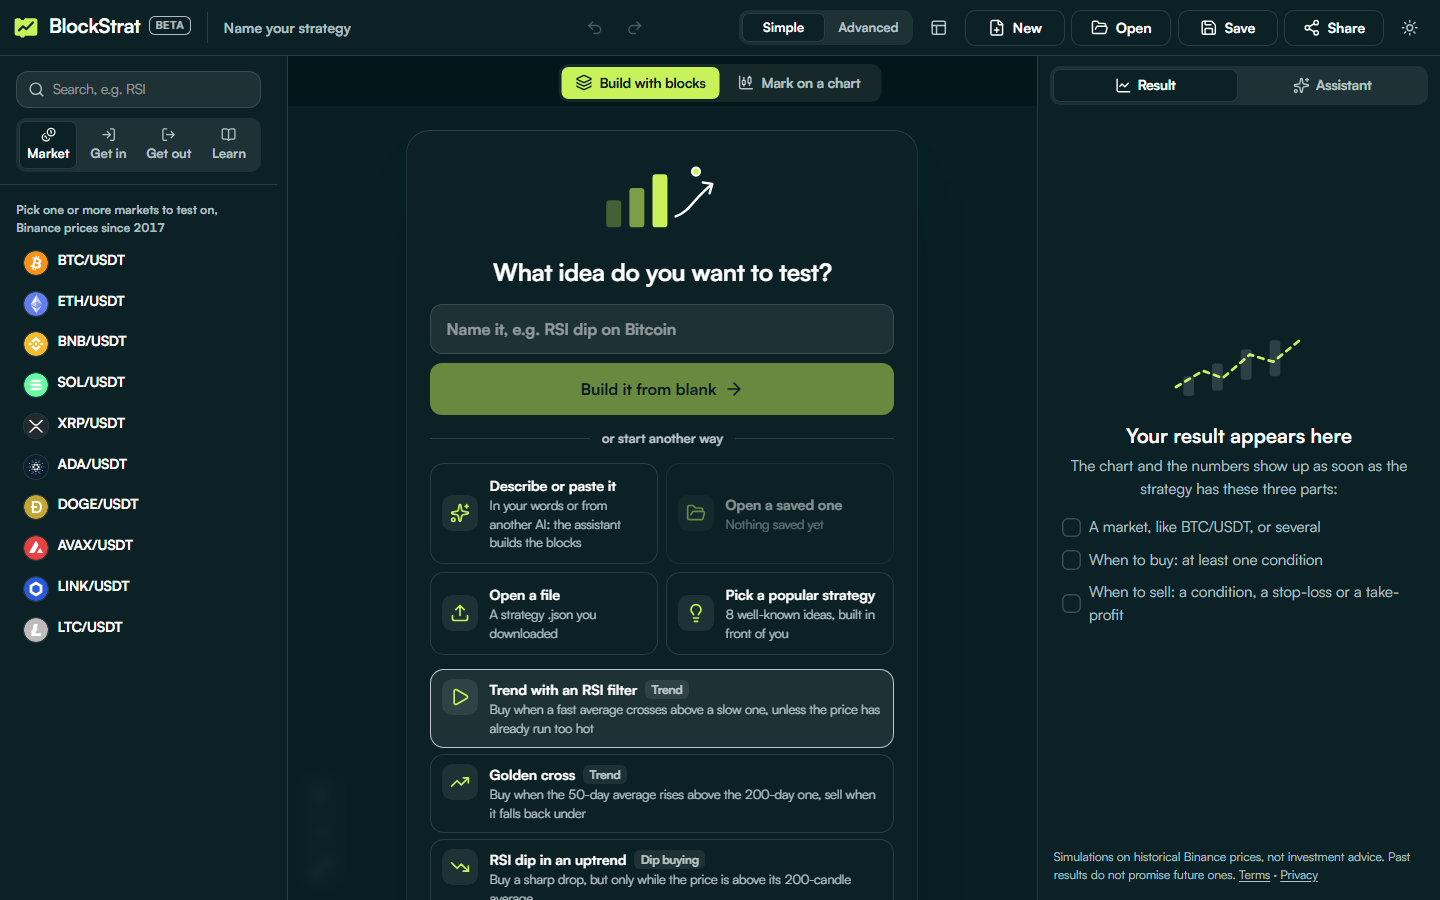 BlockStrat BETA
Name your strategy
Simple
Advanced
New
Open
Save
Share
Search, e.g. RSI
Market
Get in
Get out
Learn
Pick one or more markets to test on,
Binance prices since 2017
BTC/USDT
ETH/USDT
BNB/USDT
SOL/USDT
XRP/USDT
ADA/USDT
DOGE/USDT
AVAX/USDT
LINK/USDT
LTC/USDT
Build with blocks
Mark on a chart
What idea do you want to test?
Name it, e.g. RSI dip on Bitcoin
Build it from blank
or start another way
Describe or paste it
In your words or from
another AI: the assistant
builds the blocks
Open a saved one
Nothing saved yet
Open a file
A strategy .json you
downloaded
Pick a popular strategy
8 well-known ideas, built in
front of you
Trend with an RSI filter Trend
Buy when a fast average crosses above a slow one, unless the price has
already run too hot
Golden cross Trend
Buy when the 50-day average rises above the 200-day one, sell when
it falls back under
RSI dip in an uptrend Dip buying
Buy a sharp drop, but only while the price is above its 200-candle
average
Result
Assistant
Your result appears here
The chart and the numbers show up as soon as the
strategy has these three parts:
A market, like BTC/USDT, or several
When to buy: at least one condition
When to sell: a condition, a stop-loss or a take-
profit
Simulations on historical Binance prices, not investment advice. Past
results do not promise future ones. Terms · Privacy